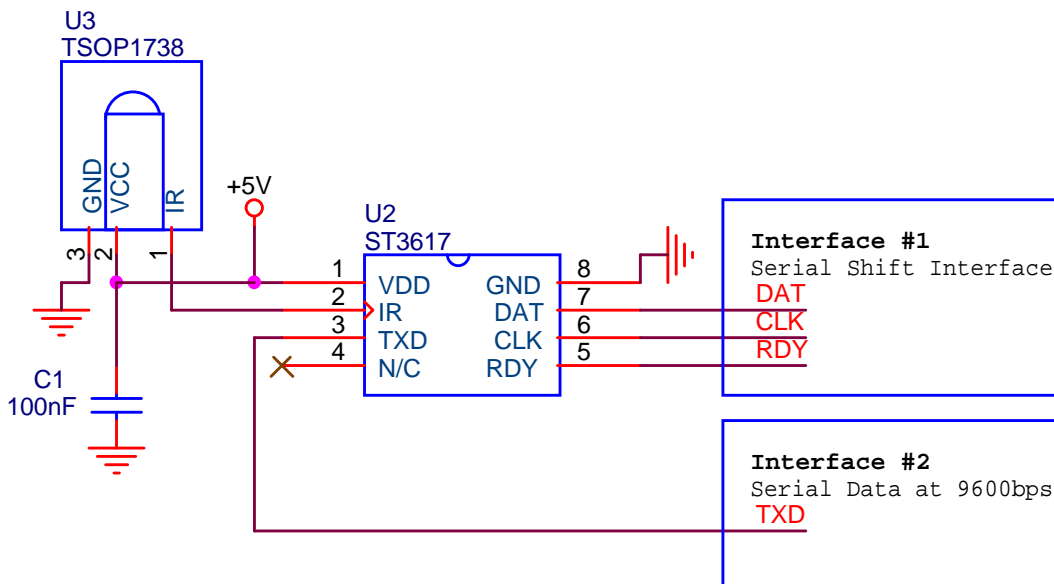 U3
TSOP1738
GND
VCC
IR
3
2
1
+5V
C1
100nF
U2
ST3617
1
VDD
2
IR
3
TXD
4
N/C
GND
8
DAT
7
CLK
6
RDY
5
Interface #1
Serial Shift Interface
DAT
CLK
RDY
Interface #2
Serial Data at 9600bps
TXD